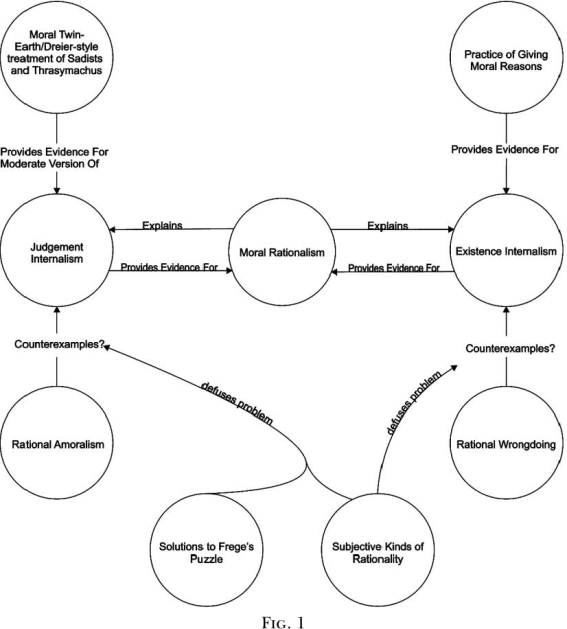 Moral Twin-
Earth/Dreier-style
treatment of Sadists
and Thrasymachus
Practice of Giving
Moral Reasons
Provides Evidence For
Moderate Version Of
Provides Evidence For
Judgement
Internalism
Explains
Moral Rationalism
Explains
Existence Internalism
Provides Evidence For
Provides Evidence For
Counterexamples?
Counterexamples?
defuses problem
defuses problem
Rational Amoralism
Rational Wrongdoing
Solutions to Frege's
Puzzle
Subjective Kinds of
Rationality
FIG. 1